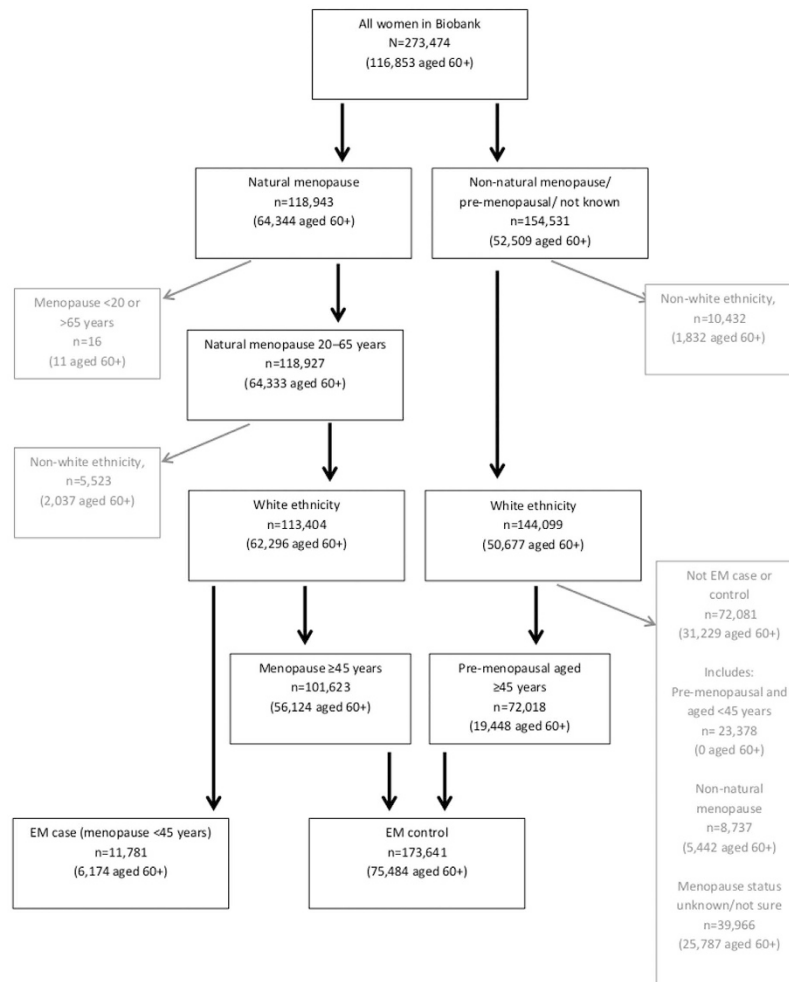 All women in Biobank
N=273,474
(116,853 aged 60+)
Natural menopause
n=118,943
(64,344 aged 60+)
Non-natural menopause/
pre-menopausal/ not known
n=154,531
(52,509 aged 60+)
Menopause <20 or
>65 years
n=16
(11 aged 60+)
Non-white ethnicity,
n=10,432
(1,832 aged 60+)
Natural menopause 20–65 years
n=118,927
(64,333 aged 60+)
Non-white ethnicity,
n=5,523
(2,037 aged 60+)
White ethnicity
n=113,404
(62,296 aged 60+)
White ethnicity
n=144,099
(50,677 aged 60+)
Not EM case or
control
n=72,081
(31,229 aged 60+)
Includes:
Pre-menopausal and
aged <45 years
n= 23,378
(0 aged 60+)
Non-natural
menopause
n=8,737
(5,442 aged 60+)
Menopause status
unknown/not sure
n=39,966
(25,787 aged 60+)
Menopause ≥45 years
n=101,623
(56,124 aged 60+)
Pre-menopausal aged
≥45 years
n=72,018
(19,448 aged 60+)
EM case (menopause <45 years)
n=11,781
(6,174 aged 60+)
EM control
n=173,641
(75,484 aged 60+)